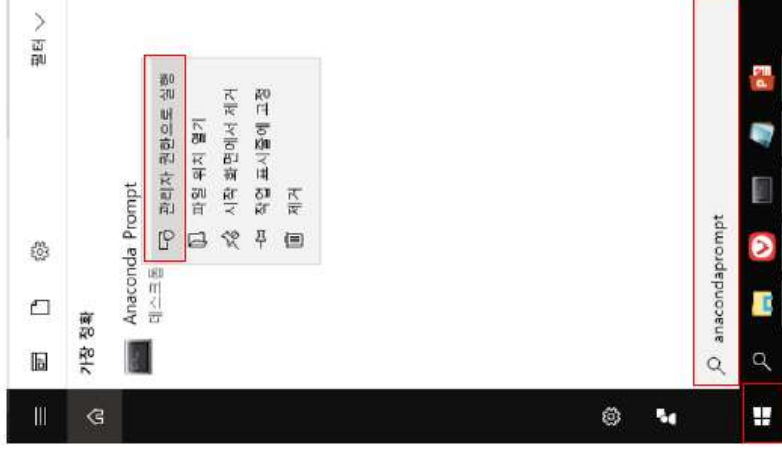 필터
가장 정확
Anaconda Prompt
데스크톱
관리자 권한으로 실행
파일 위치 열기
시작 화면에서 제거
작업 표시줄에 고정
제거
anacondaprompt